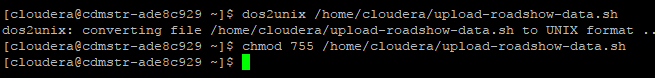 [cloudera@cdmstr-ade8c929 ~]$ dos2unix /home/cloudera/upload-roadshow-data.sh
dos2unix: converting file /home/cloudera/upload-roadshow-data.sh to UNIX format ..
[cloudera@cdmstr-ade8c929 ~]$ chmod 755 /home/cloudera/upload-roadshow-data.sh
[cloudera@cdmstr-ade8c929 ~]$